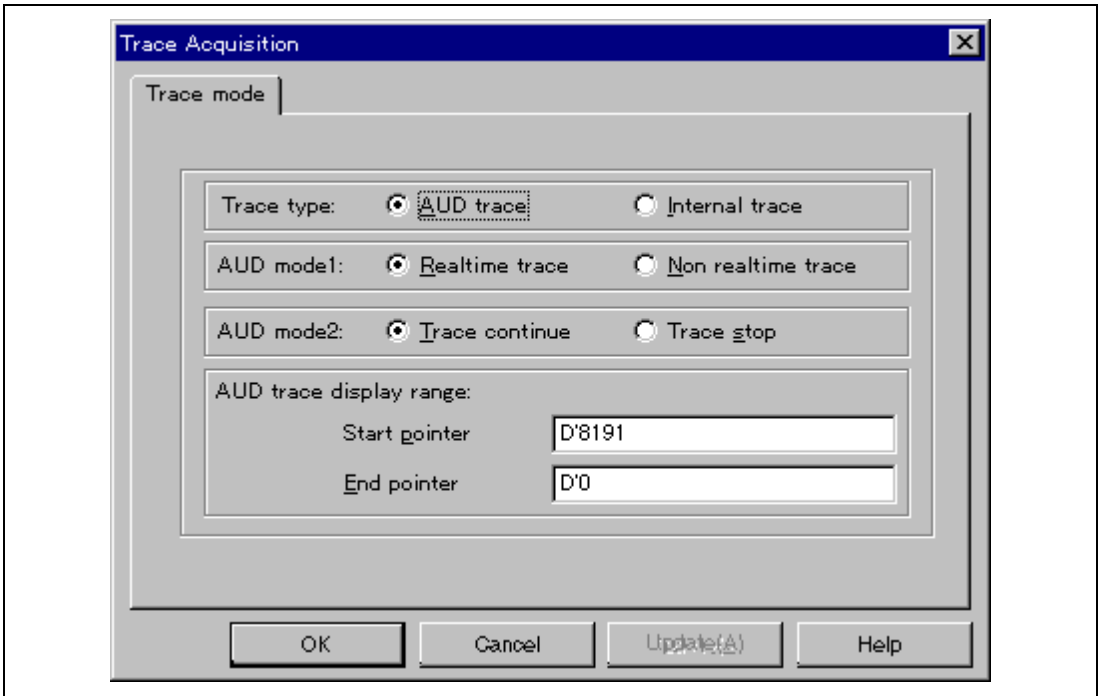 Trace Acquisition
Trace mode
Trace type: AUD trace Internal trace
AUD mode1: Realtime trace Non realtime trace
AUD mode2: Trace continue Trace stop
AUD trace display range:
Start pointer D'8191
End pointer D'0
OK Cancel Update(A) Help